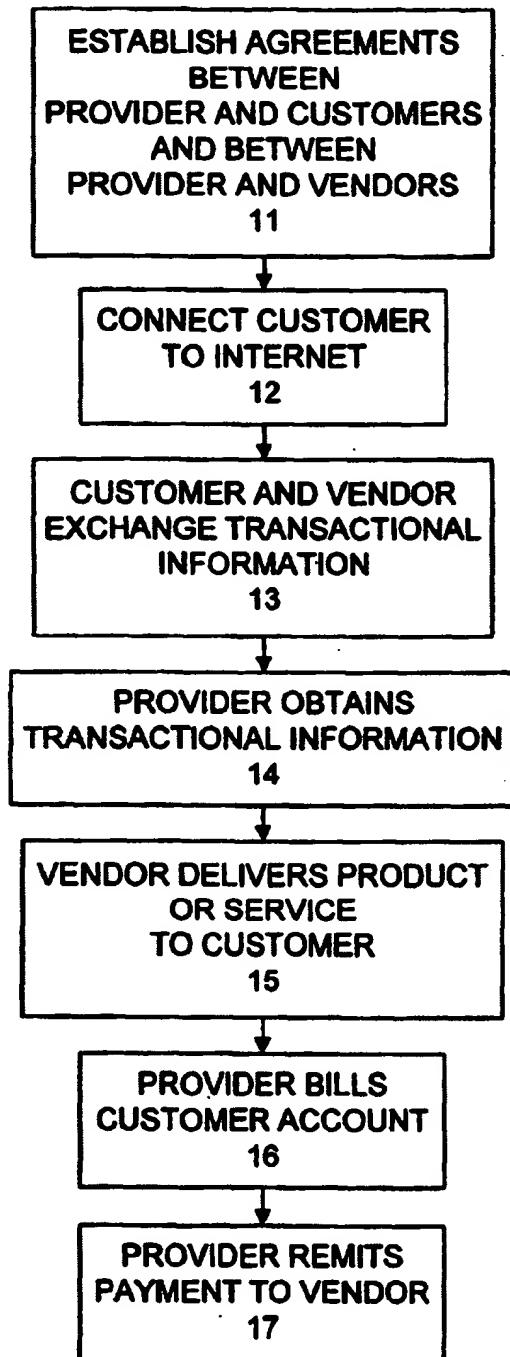 ESTABLISH AGREEMENTS
BETWEEN
PROVIDER AND CUSTOMERS
AND BETWEEN
PROVIDER AND VENDORS
11
CONNECT CUSTOMER
TO INTERNET
12
CUSTOMER AND VENDOR
EXCHANGE TRANSACTIONAL
INFORMATION
13
PROVIDER OBTAINS
TRANSACTIONAL INFORMATION
14
VENDOR DELIVERS PRODUCT
OR SERVICE
TO CUSTOMER
15
PROVIDER BILLS
CUSTOMER ACCOUNT
16
PROVIDER REMITS
PAYMENT TO VENDOR
17